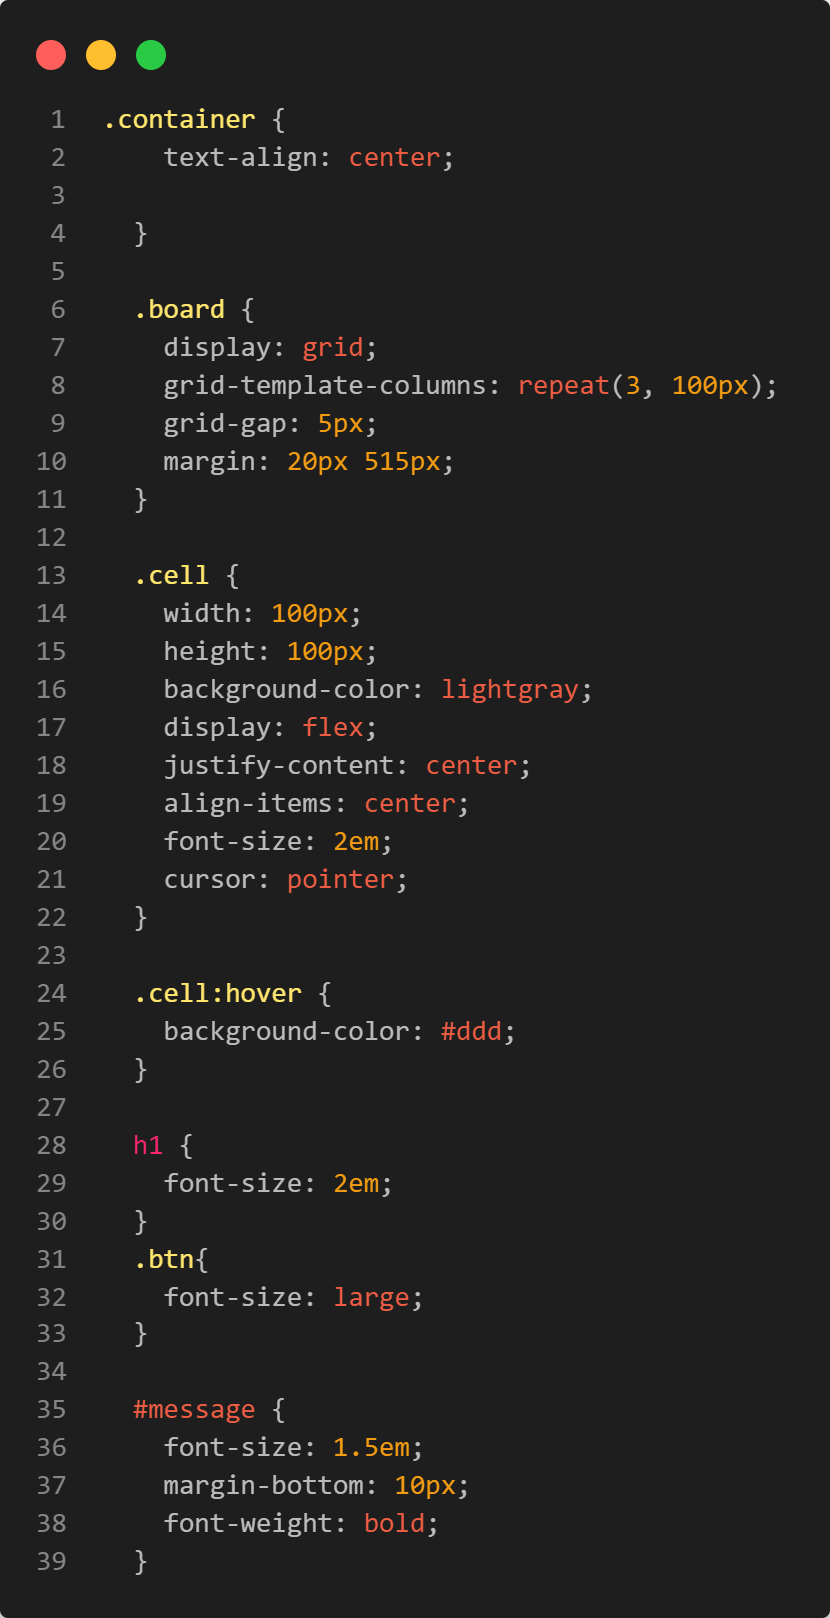 1 .container {
2     text-align: center;
3
4   }
5
6   .board {
7     display: grid;
8     grid-template-columns: repeat(3, 100px);
9     grid-gap: 5px;
10     margin: 20px 515px;
11   }
12
13   .cell {
14     width: 100px;
15     height: 100px;
16     background-color: lightgray;
17     display: flex;
18     justify-content: center;
19     align-items: center;
20     font-size: 2em;
21     cursor: pointer;
22   }
23
24   .cell:hover {
25     background-color: #ddd;
26   }
27
28   h1 {
29     font-size: 2em;
30   }
31   .btn{
32     font-size: large;
33   }
34
35   #message {
36     font-size: 1.5em;
37     margin-bottom: 10px;
38     font-weight: bold;
39   }